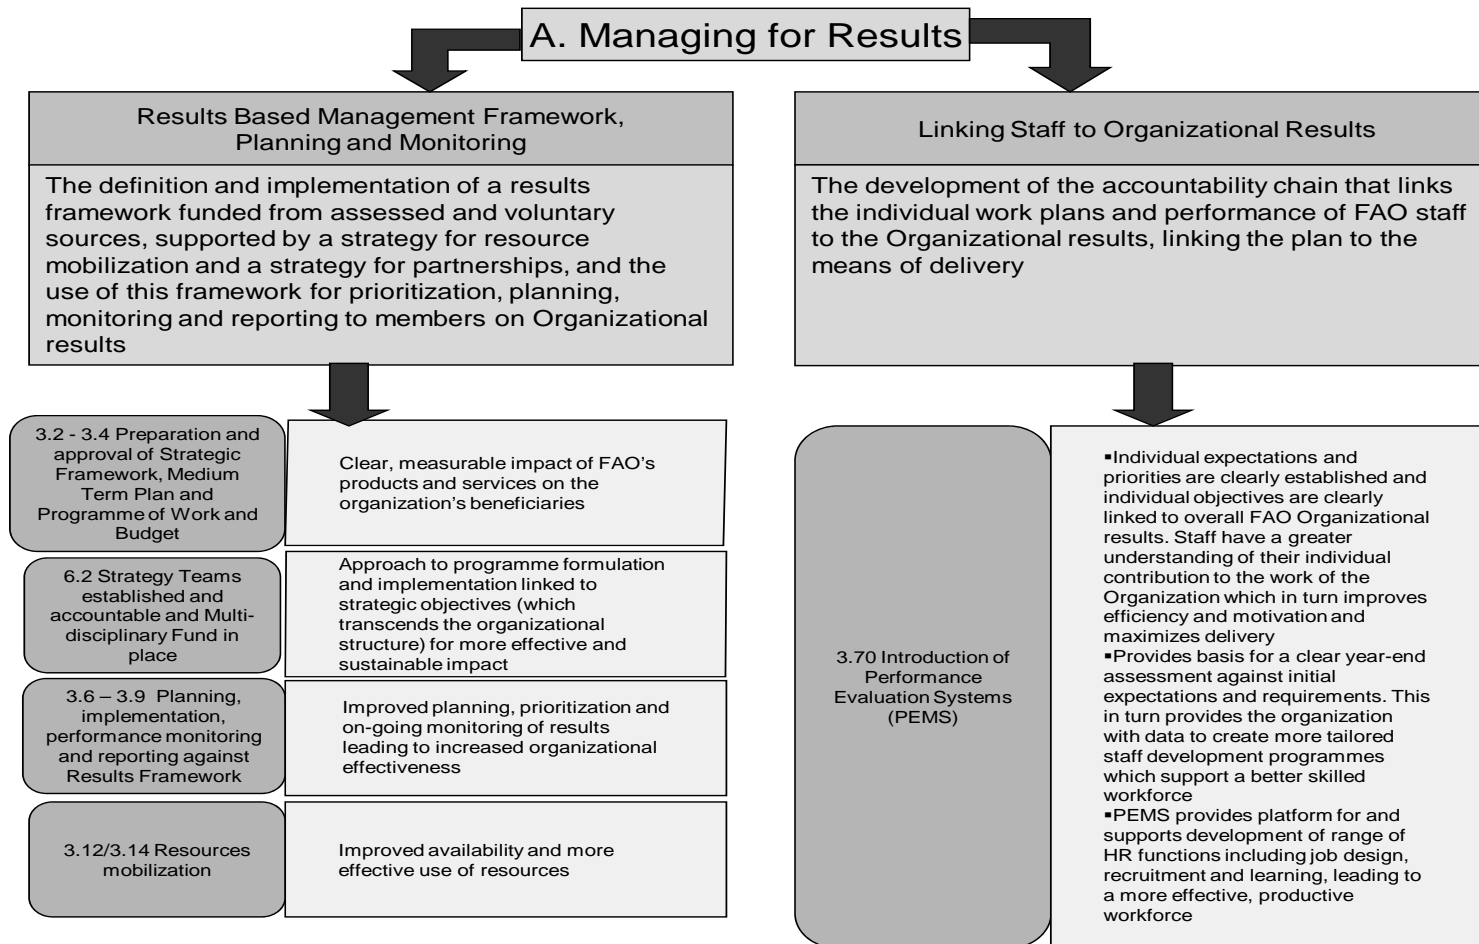 A. Managing for Results
Results Based Management Framework,
Planning and Monitoring
The definition and implementation of a results
framework funded from assessed and voluntary
sources, supported by a strategy for resource
mobilization and a strategy for partnerships, and the
use of this framework for prioritization, planning,
monitoring and reporting to members on Organizational
results
3.2 - 3.4 Preparation and
approval of Strategic
Framework, Medium
Term Plan and
Programme of Work and
Budget
Clear, measurable impact of FAO's
products and services on the
organization's beneficiaries
6.2 Strategy Teams
established and
accountable and Multi-
disciplinary Fund in
place
Approach to programme formulation
and implementation linked to
strategic objectives (which
transcends the organizational
structure) for more effective and
sustainable impact
3.6 – 3.9 Planning,
implementation,
performance monitoring
and reporting against
Results Framework
Improved planning, prioritization and
on-going monitoring of results
leading to increased organizational
effectiveness
3.12/3.14 Resources
mobilization
Improved availability and more
effective use of resources
Linking Staff to Organizational Results
The development of the accountability chain that links
the individual work plans and performance of FAO staff
to the Organizational results, linking the plan to the
means of delivery
3.70 Introduction of
Performance
Evaluation Systems
(PEMS)
▪Individual expectations and
priorities are clearly established and
individual objectives are clearly
linked to overall FAO Organizational
results. Staff have a greater
understanding of their individual
contribution to the work of the
Organization which in turn improves
efficiency and motivation and
maximizes delivery
▪Provides basis for a clear year-end
assessment against initial
expectations and requirements. This
in turn provides the organization
with data to create more tailored
staff development programmes
which support a better skilled
workforce
▪PEMS provides platform for and
supports development of range of
HR functions including job design,
recruitment and learning, leading to
a more effective, productive
workforce